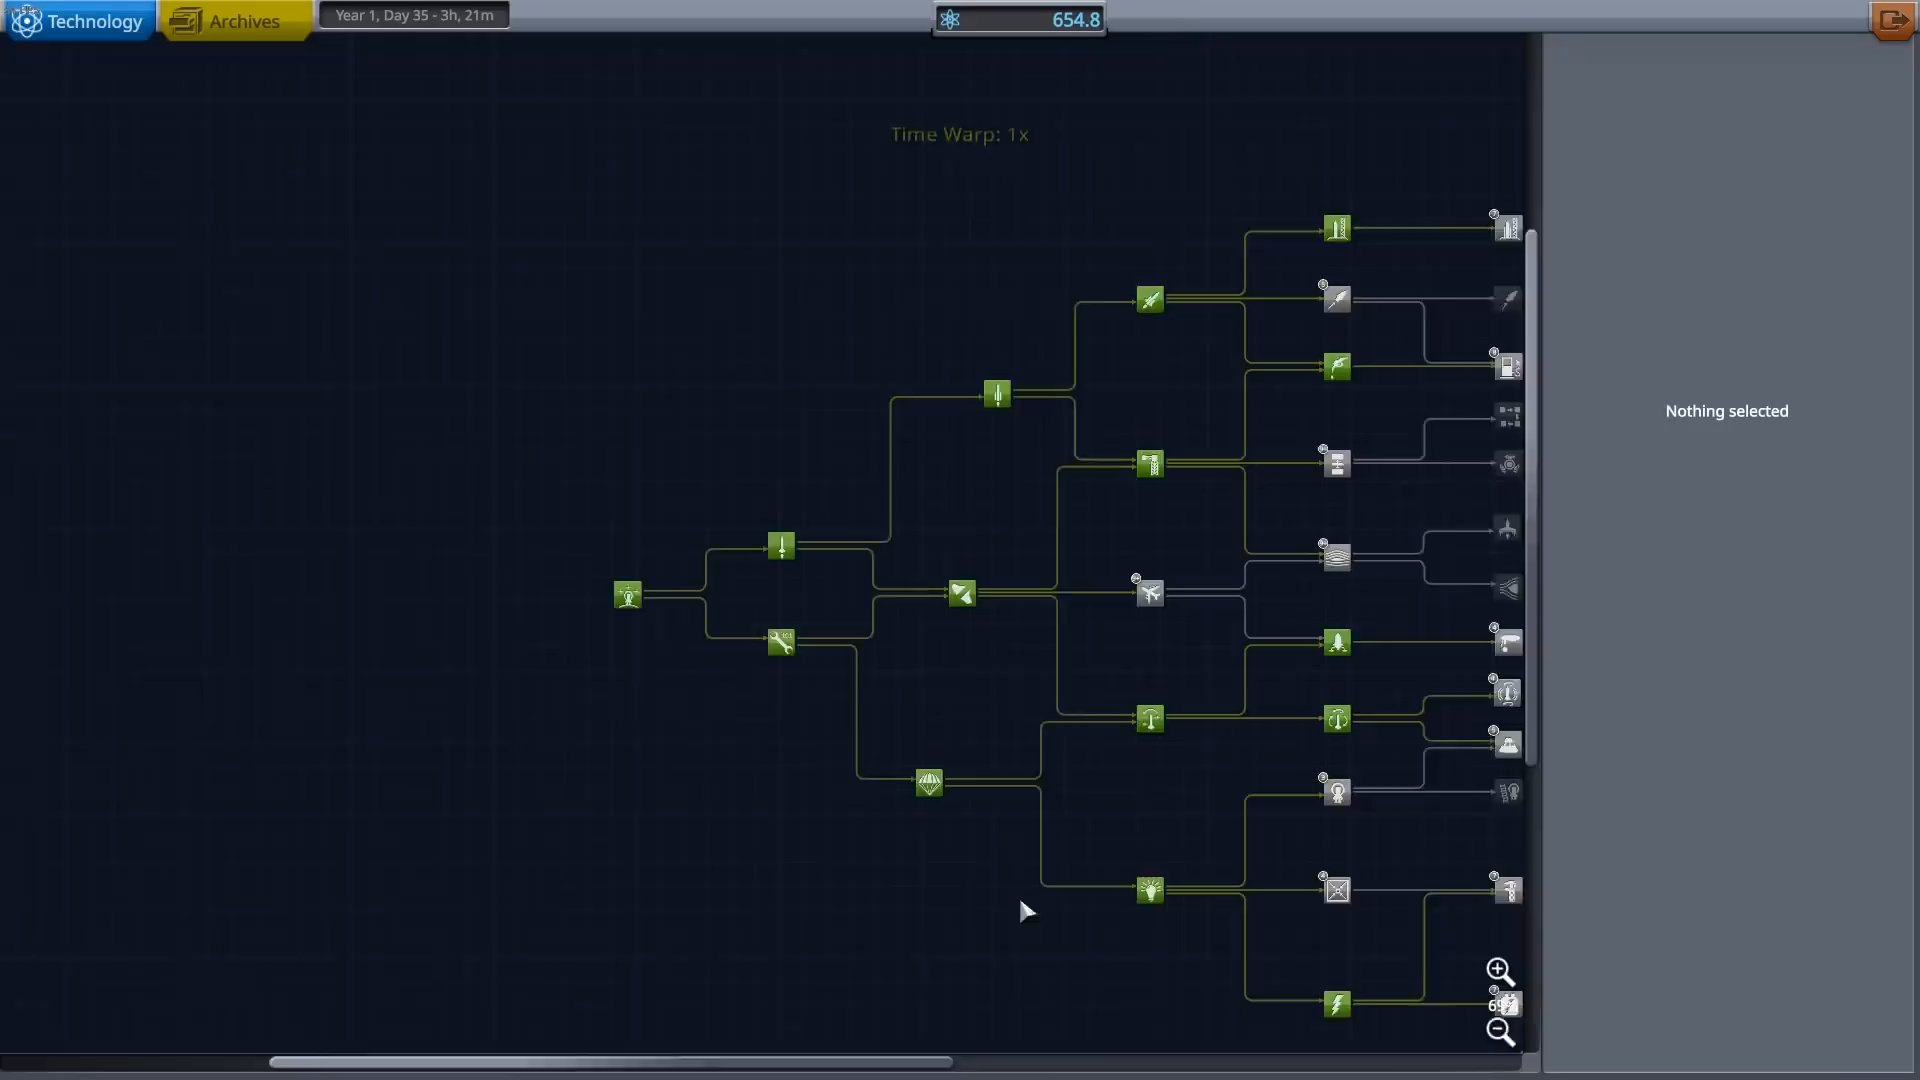 Technology
Archives
Year 1, Day 35 - 3h, 21m
654.8
Time Warp: 1x
Nothing selected